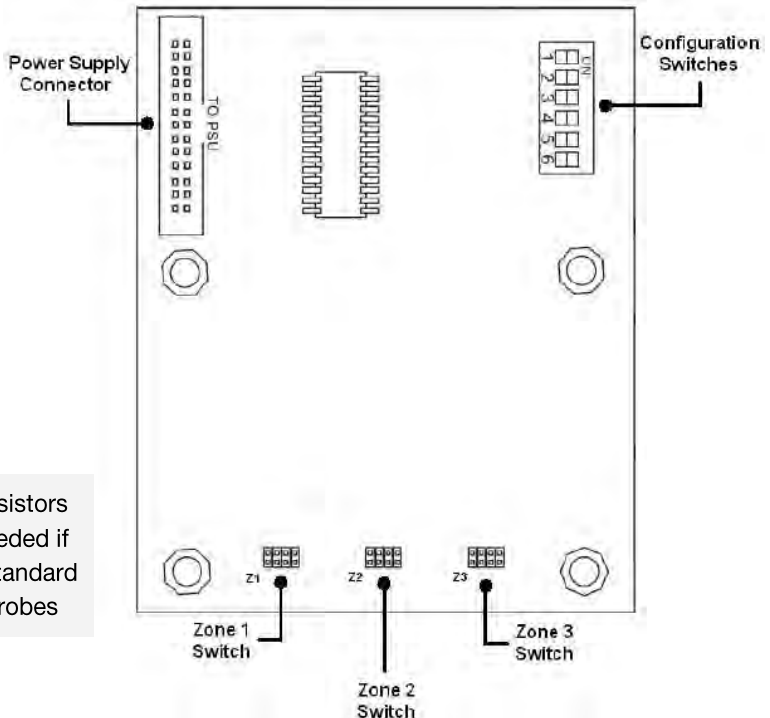 Power Supply
Connector
TO PSU
Configuration
Switches
ON
1
2
3
4
5
6
sistors
eded if
tandard
robes
Z1
Z2
Z3
Zone 1
Switch
Zone 2
Switch
Zone 3
Switch